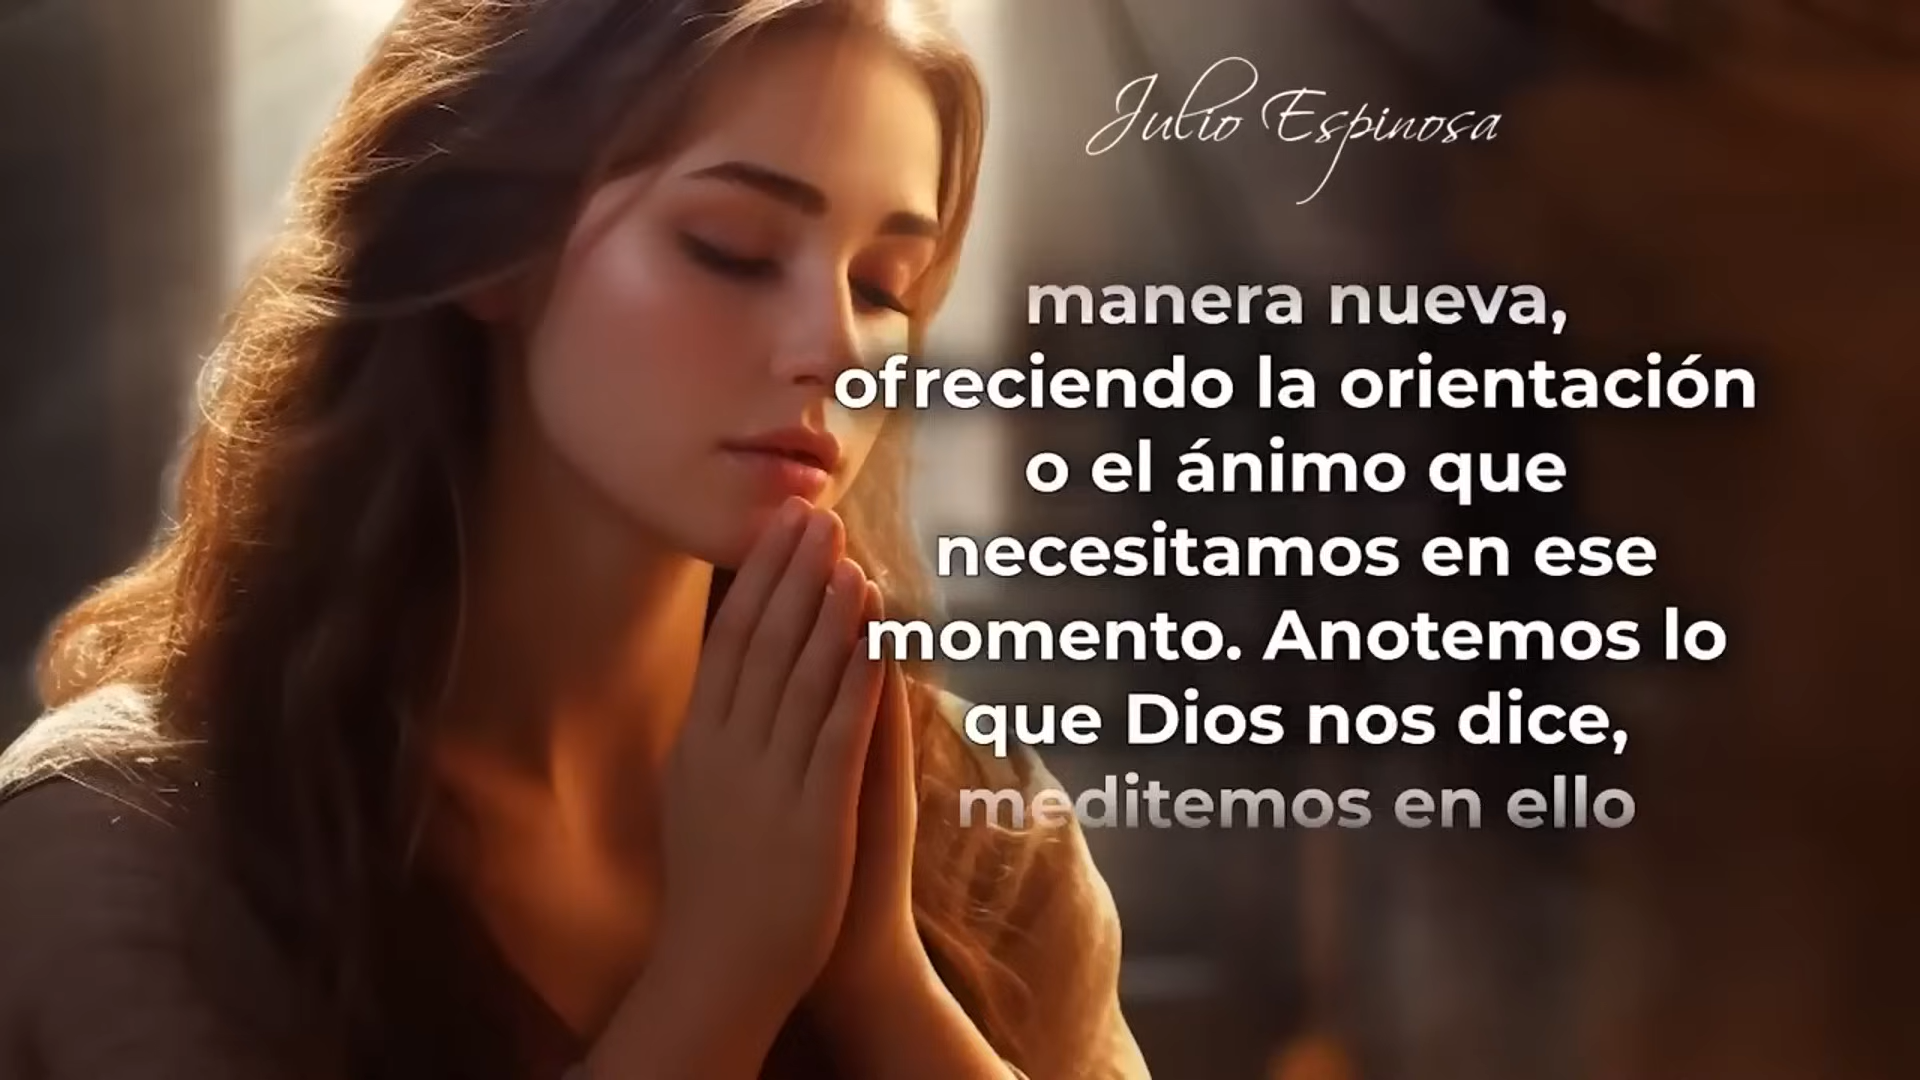 Julio Espinosa
manera nueva,
ofreciendo la orientación
o el ánimo que
necesitamos en ese
momento. Anotemos lo
que Dios nos dice,
meditemos en ello